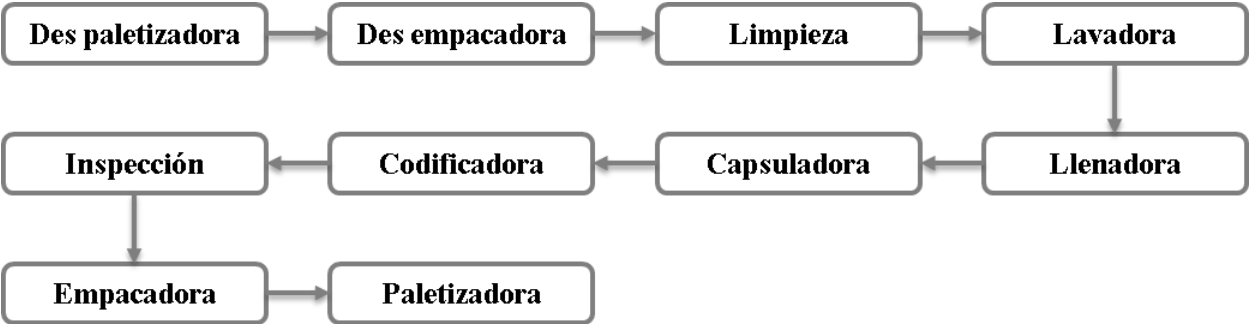 Des paletizadora
Des empacadora
Limpieza
Lavadora
Llenadora
Capsuladora
Codificadora
Inspección
Empacadora
Paletizadora